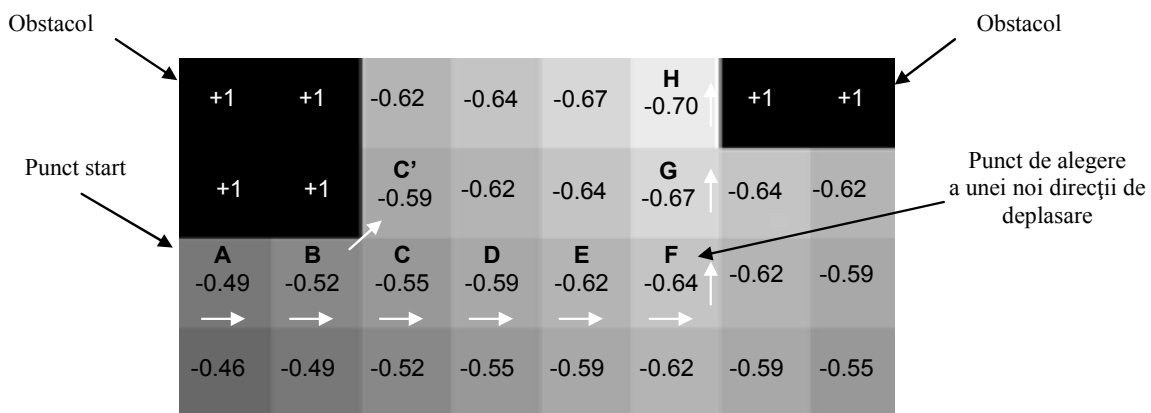 Obstacol
Obstacol
H
+1 +1 -0.62 -0.64 -0.67 -0.70 +1 +1
Punct start
C’ G
+1 +1 -0.59 -0.62 -0.64 -0.67 -0.64 -0.62
Punct de alegere
a unei noi direcţii de
deplasare
A B C D E F
-0.49 -0.52 -0.55 -0.59 -0.62 -0.64 -0.62 -0.59
-0.46 -0.49 -0.52 -0.55 -0.59 -0.62 -0.59 -0.55